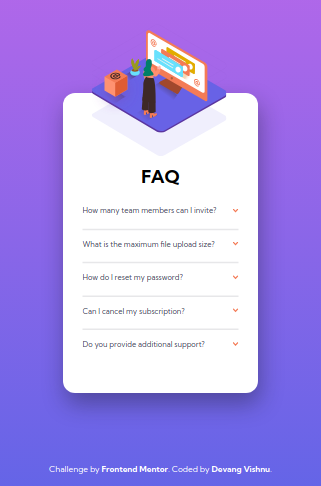 FAQ
How many team members can I invite?
What is the maximum file upload size?
How do I reset my password?
Can I cancel my subscription?
Do you provide additional support?
Challenge by Frontend Mentor. Coded by Devang Vishnu.